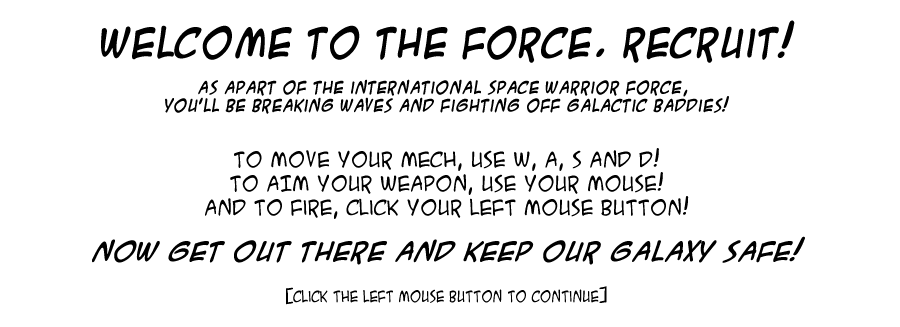 WELCOME TO THE FORCE. RECRUIT!
AS APART OF THE INTERNATIONAL SPACE WARRIOR FORCE,
YOU'LL BE BREAKING WAVES AND FIGHTING OFF GALACTIC BADDIES!
TO MOVE YOUR MECH, USE W, A, S AND D!
TO AIM YOUR WEAPON, USE YOUR MOUSE!
AND TO FIRE, CLICK YOUR LEFT MOUSE BUTTON!
NOW GET OUT THERE AND KEEP OUR GALAXY SAFE!
[CLICK THE LEFT MOUSE BUTTON TO CONTINUE]